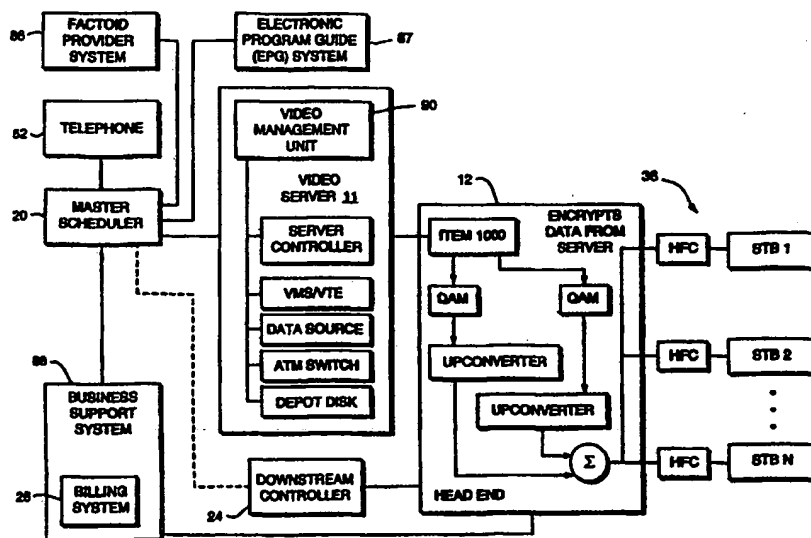 86
FACTOID
PROVIDER
SYSTEM
ELECTRONIC
PROGRAM GUIDE
(EPG) SYSTEM
87
52
TELEPHONE
20
MASTER
SCHEDULER
VIDEO
MANAGEMENT
UNIT
90
VIDEO
SERVER 11
SERVER
CONTROLLER
VMS/VTE
DATA SOURCE
ATM SWITCH
DEPOT DISK
12
ENCRYPTS
DATA FROM
SERVER
ITEM 1000
QAM
QAM
UPCONVERTER
UPCONVERTER
Σ
HEAD END
36
HFC
STB 1
HFC
STB 2
HFC
STB N
88
BUSINESS
SUPPORT
SYSTEM
26
BILLING
SYSTEM
DOWNSTREAM
CONTROLLER
24